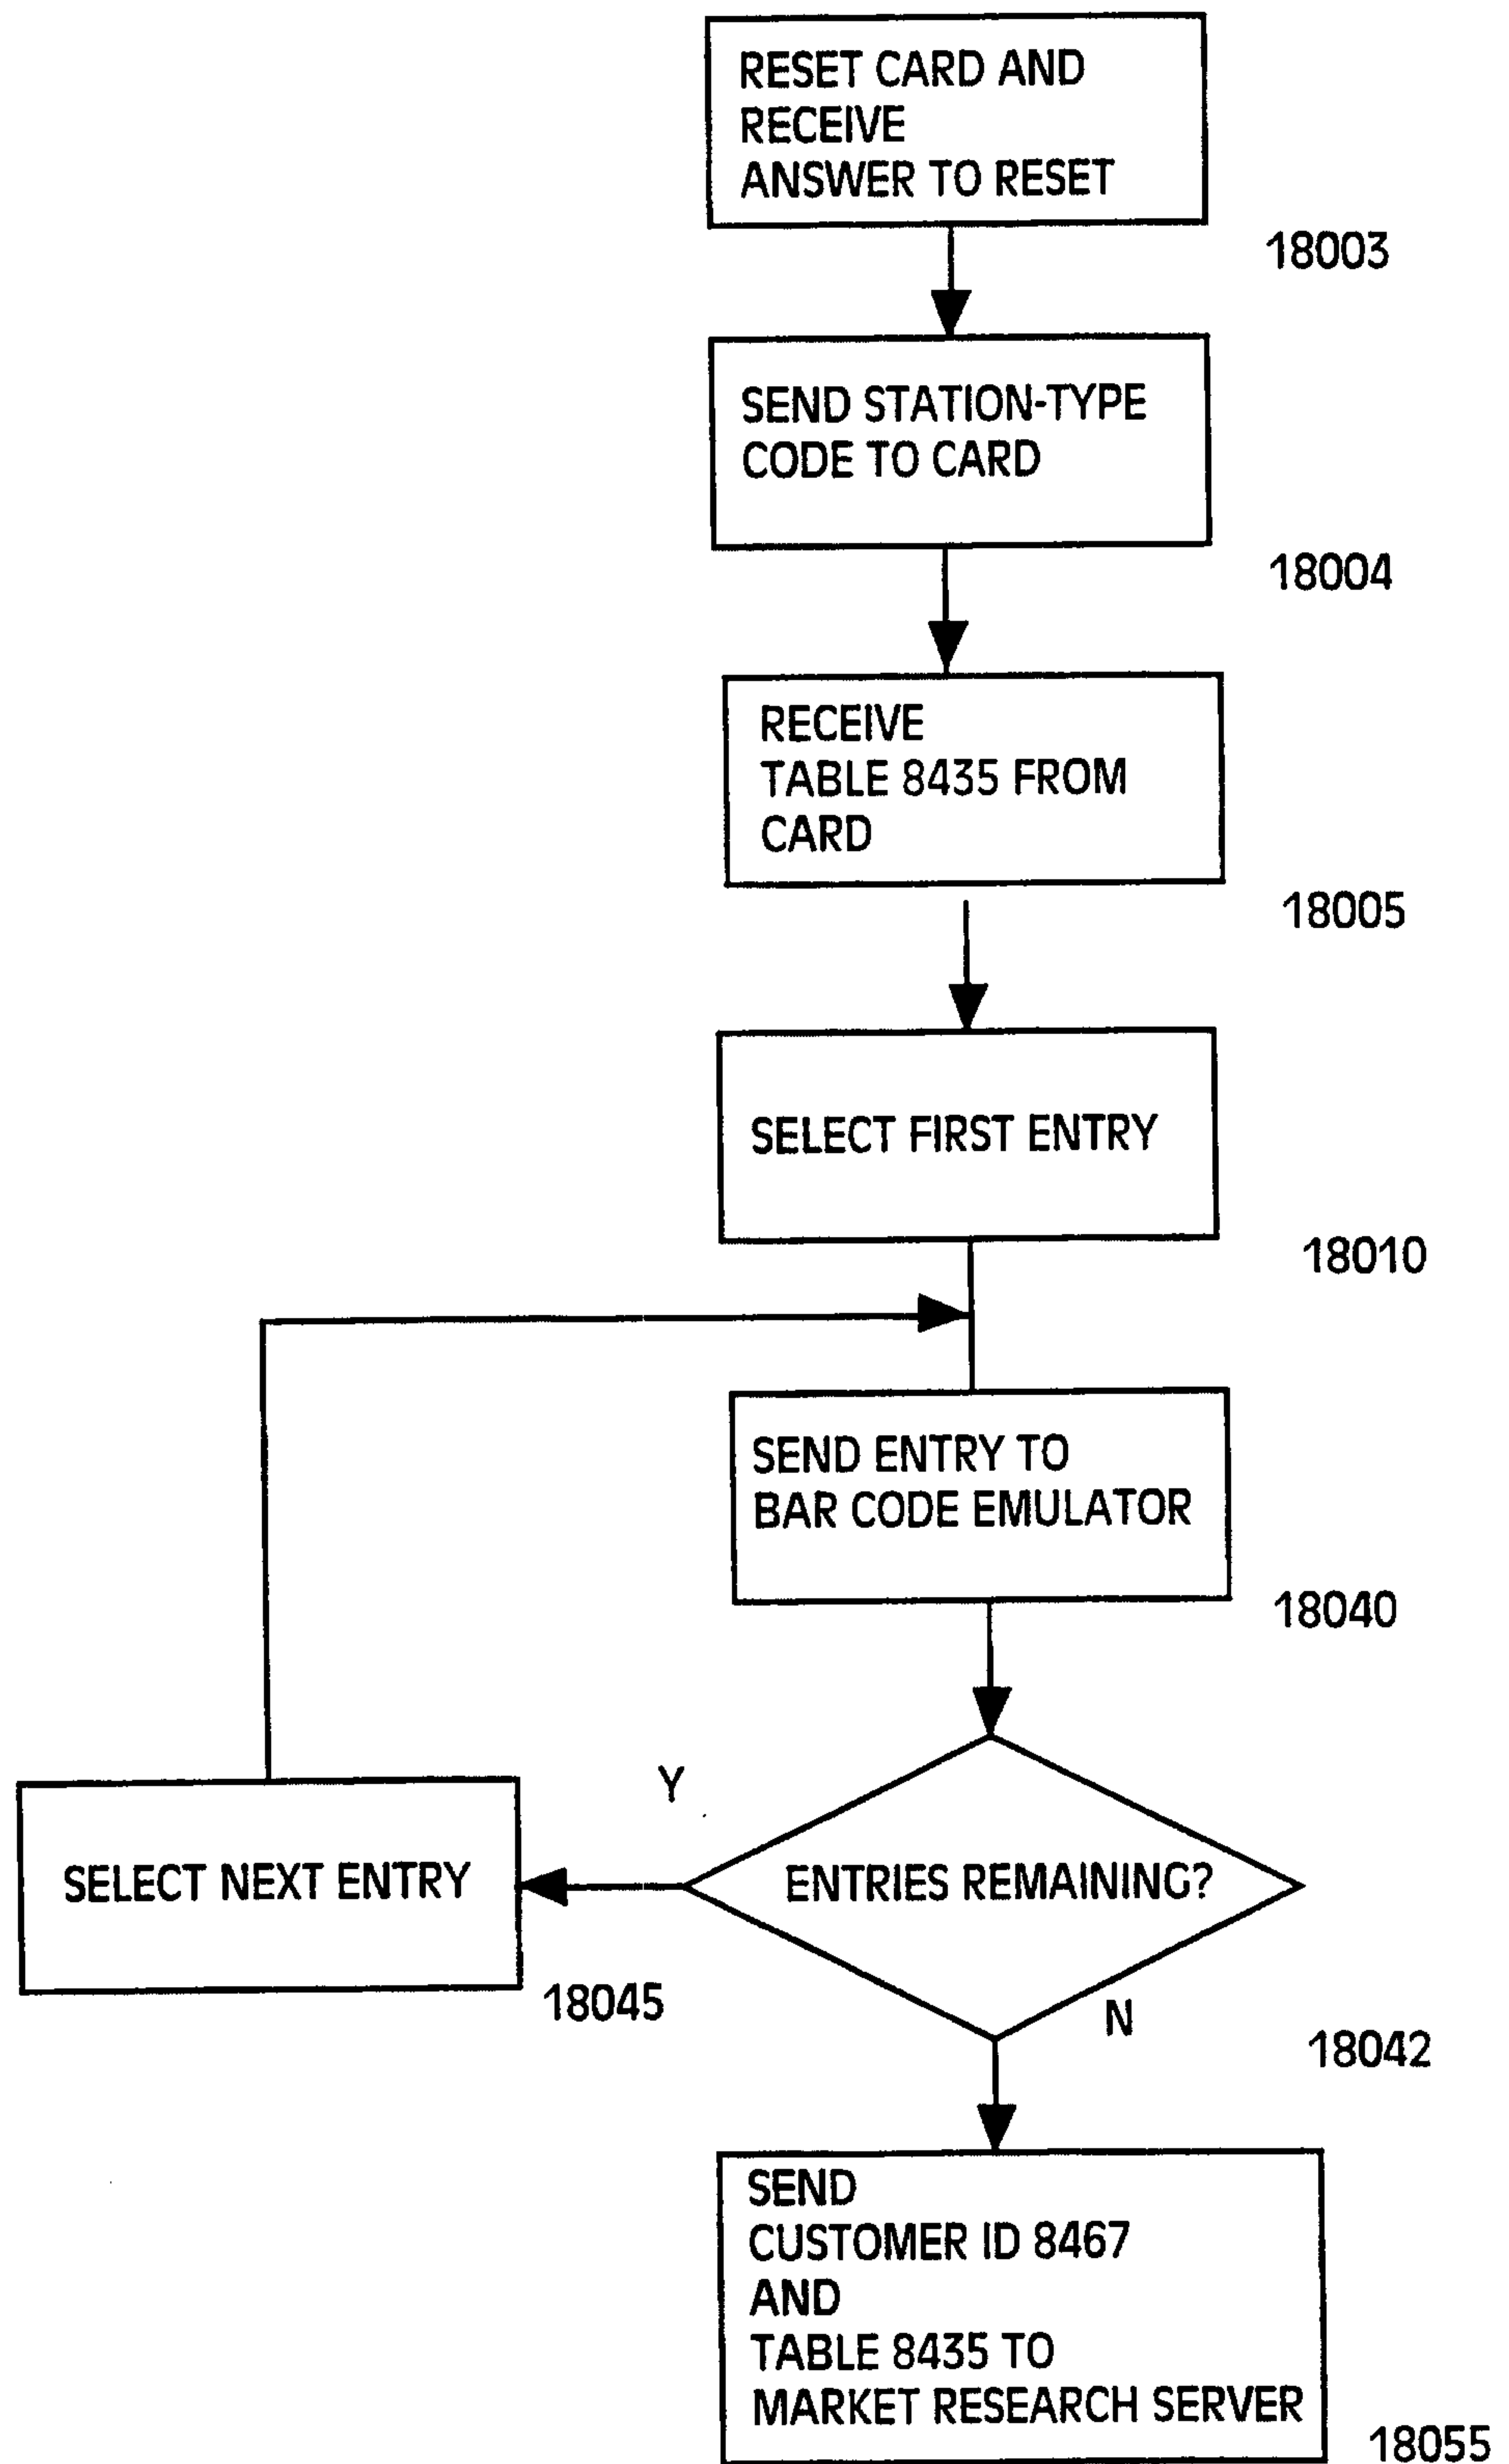 RESET CARD AND
RECEIVE
ANSWER TO RESET
18003
SEND STATION-TYPE
CODE TO CARD
18004
RECEIVE
TABLE 8435 FROM
CARD
18005
SELECT FIRST ENTRY
18010
SEND ENTRY TO
BAR CODE EMULATOR
18040
Y
SELECT NEXT ENTRY
ENTRIES REMAINING?
18045
N
18042
SEND
CUSTOMER ID 8467
AND
TABLE 8435 TO
MARKET RESEARCH SERVER
18055